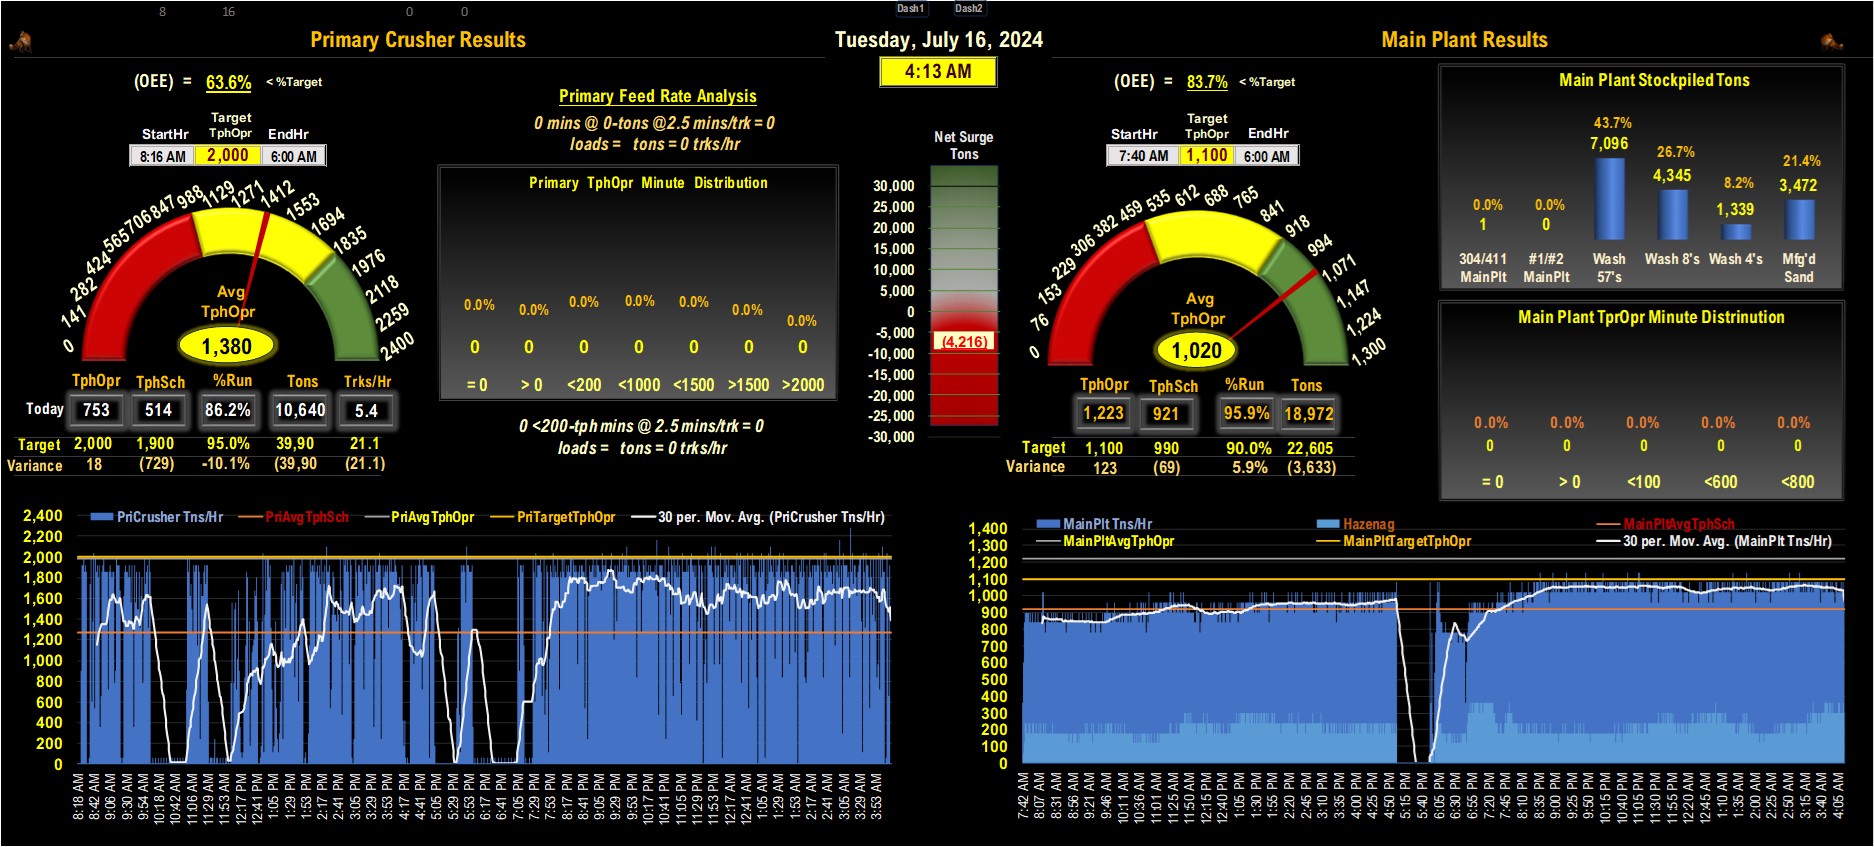 8 16 0 0 Dash1 Dash2
Primary Crusher Results
Tuesday, July 16, 2024
Main Plant Results
4:13 AM
(OEE) = 63.6% < %Target
StartHr Target TphOpr EndHr
8:16 AM 2,000 6:00 AM
0 141 282 424 565 706 847 988 1129 1271 1412 1553 1694 1835 1976 2118 2259 2400
Avg
TphOpr
1,380
TphOpr TphSch %Run Tons Trks/Hr
Today 753 514 86.2% 10,640 5.4
Target 2,000 1,900 95.0% 39,90 21.1
Variance 18 (729) -10.1% (39,90 (21.1)
Primary Feed Rate Analysis
0 mins @ 0-tons @2.5 mins/trk = 0
loads = tons = 0 trks/hr
Primary TphOpr Minute Distribution
0.0% 0.0% 0.0% 0.0% 0.0% 0.0% 0.0%
0 0 0 0 0 0 0
= 0 > 0 <200 <1000 <1500 >1500 >2000
0 <200-tph mins @ 2.5 mins/trk = 0
loads = tons = 0 trks/hr
Net Surge
Tons
30,000
25,000
20,000
15,000
10,000
5,000
0
-5,000
(4,216)
-10,000
-15,000
-20,000
-25,000
-30,000
(OEE) = 83.7% < %Target
StartHr Target TphOpr EndHr
7:40 AM 1,100 6:00 AM
0 76 153 229 306 382 459 535 612 688 765 841 918 994 1,071 1,147 1,224 1,300
Avg
TphOpr
1,020
TphOpr TphSch %Run Tons
1,223 921 95.9% 18,972
Target 1,100 990 90.0% 22,605
Variance 123 (69) 5.9% (3,633)
Main Plant Stockpiled Tons
0.0% 0.0% 43.7% 26.7% 8.2% 21.4%
1 0 7,096 4,345 1,339 3,472
304/411 #1/#2 Wash Wash 8's Wash 4's Mfg'd
MainPlt MainPlt 57's Sand
Main Plant TprOpr Minute Distrinution
0.0% 0.0% 0.0% 0.0% 0.0%
0 0 0 0 0
= 0 > 0 <100 <600 <800
PriCrusher Tns/Hr PriAvgTphSch PriAvgTphOpr PriTargetTphOpr 30 per. Mov. Avg. (PriCrusher Tns/Hr)
2,400
2,200
2,000
1,800
1,600
1,400
1,200
1,000
800
600
400
200
0
8:18 AM 8:42 AM 9:06 AM 9:30 AM 9:54 AM 10:18 AM 10:42 AM 11:06 AM 11:29 AM 11:53 AM 12:17 PM 12:41 PM 1:05 PM 1:29 PM 1:53 PM 2:17 PM 2:41 PM 3:05 PM 3:29 PM 3:53 PM 4:17 PM 4:41 PM 5:05 PM 5:29 PM 5:53 PM 6:17 PM 6:41 PM 7:05 PM 7:29 PM 7:53 PM 8:17 PM 8:41 PM 9:05 PM 9:29 PM 9:53 PM 10:17 PM 10:41 PM 11:05 PM 11:29 PM 11:53 PM 12:17 AM 12:41 AM 1:05 AM 1:29 AM 1:53 AM 2:17 AM 2:41 AM 3:05 AM 3:29 AM 3:53 AM
MainPlt Tns/Hr Hazenag MainPltAvgTphSch
MainPltAvgTphOpr MainPltTargetTphOpr 30 per. Mov. Avg. (MainPlt Tns/Hr)
1,400
1,300
1,200
1,100
1,000
900
800
700
600
500
400
300
200
100
0
7:42 AM 8:07 AM 8:31 AM 8:56 AM 9:21 AM 9:46 AM 10:11 AM 10:36 AM 11:01 AM 11:25 AM 11:50 AM 12:15 PM 12:40 PM 1:05 PM 1:30 PM 1:55 PM 2:20 PM 2:45 PM 3:10 PM 3:35 PM 4:00 PM 4:25 PM 4:50 PM 5:15 PM 5:40 PM 6:05 PM 6:30 PM 6:55 PM 7:20 PM 7:45 PM 8:10 PM 8:35 PM 9:00 PM 9:25 PM 9:50 PM 10:15 PM 10:40 PM 11:05 PM 11:30 PM 11:55 PM 12:20 AM 12:45 AM 1:10 AM 1:35 AM 2:00 AM 2:25 AM 2:50 AM 3:15 AM 3:40 AM 4:05 AM